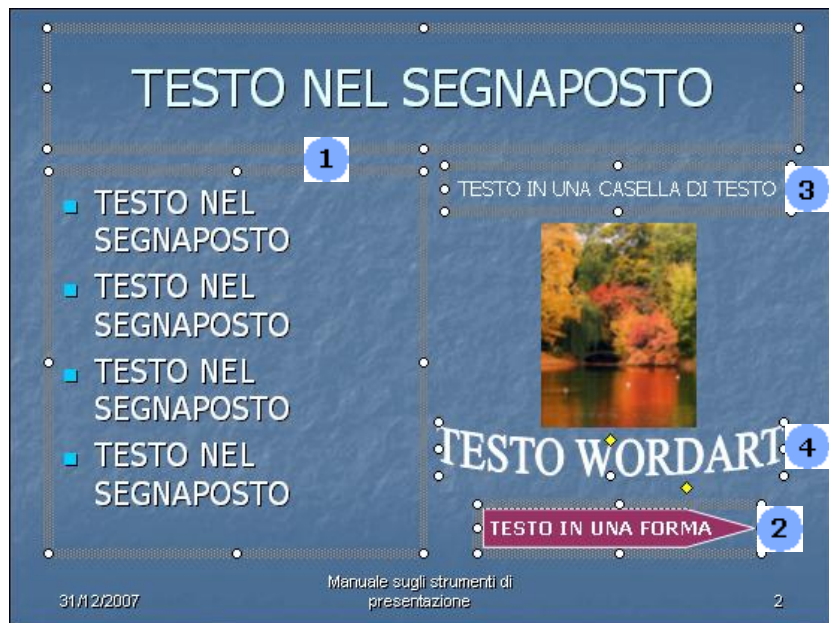 TESTO NEL SEGNAPOSTO
1
TESTO NEL
SEGNAPOSTO
TESTO NEL
SEGNAPOSTO
TESTO NEL
SEGNAPOSTO
TESTO NEL
SEGNAPOSTO
TESTO IN UNA CASELLA DI TESTO
3
TESTO WORDART
4
TESTO IN UNA FORMA
2
31/12/2007
Manuale sugli strumenti di
presentazione
2